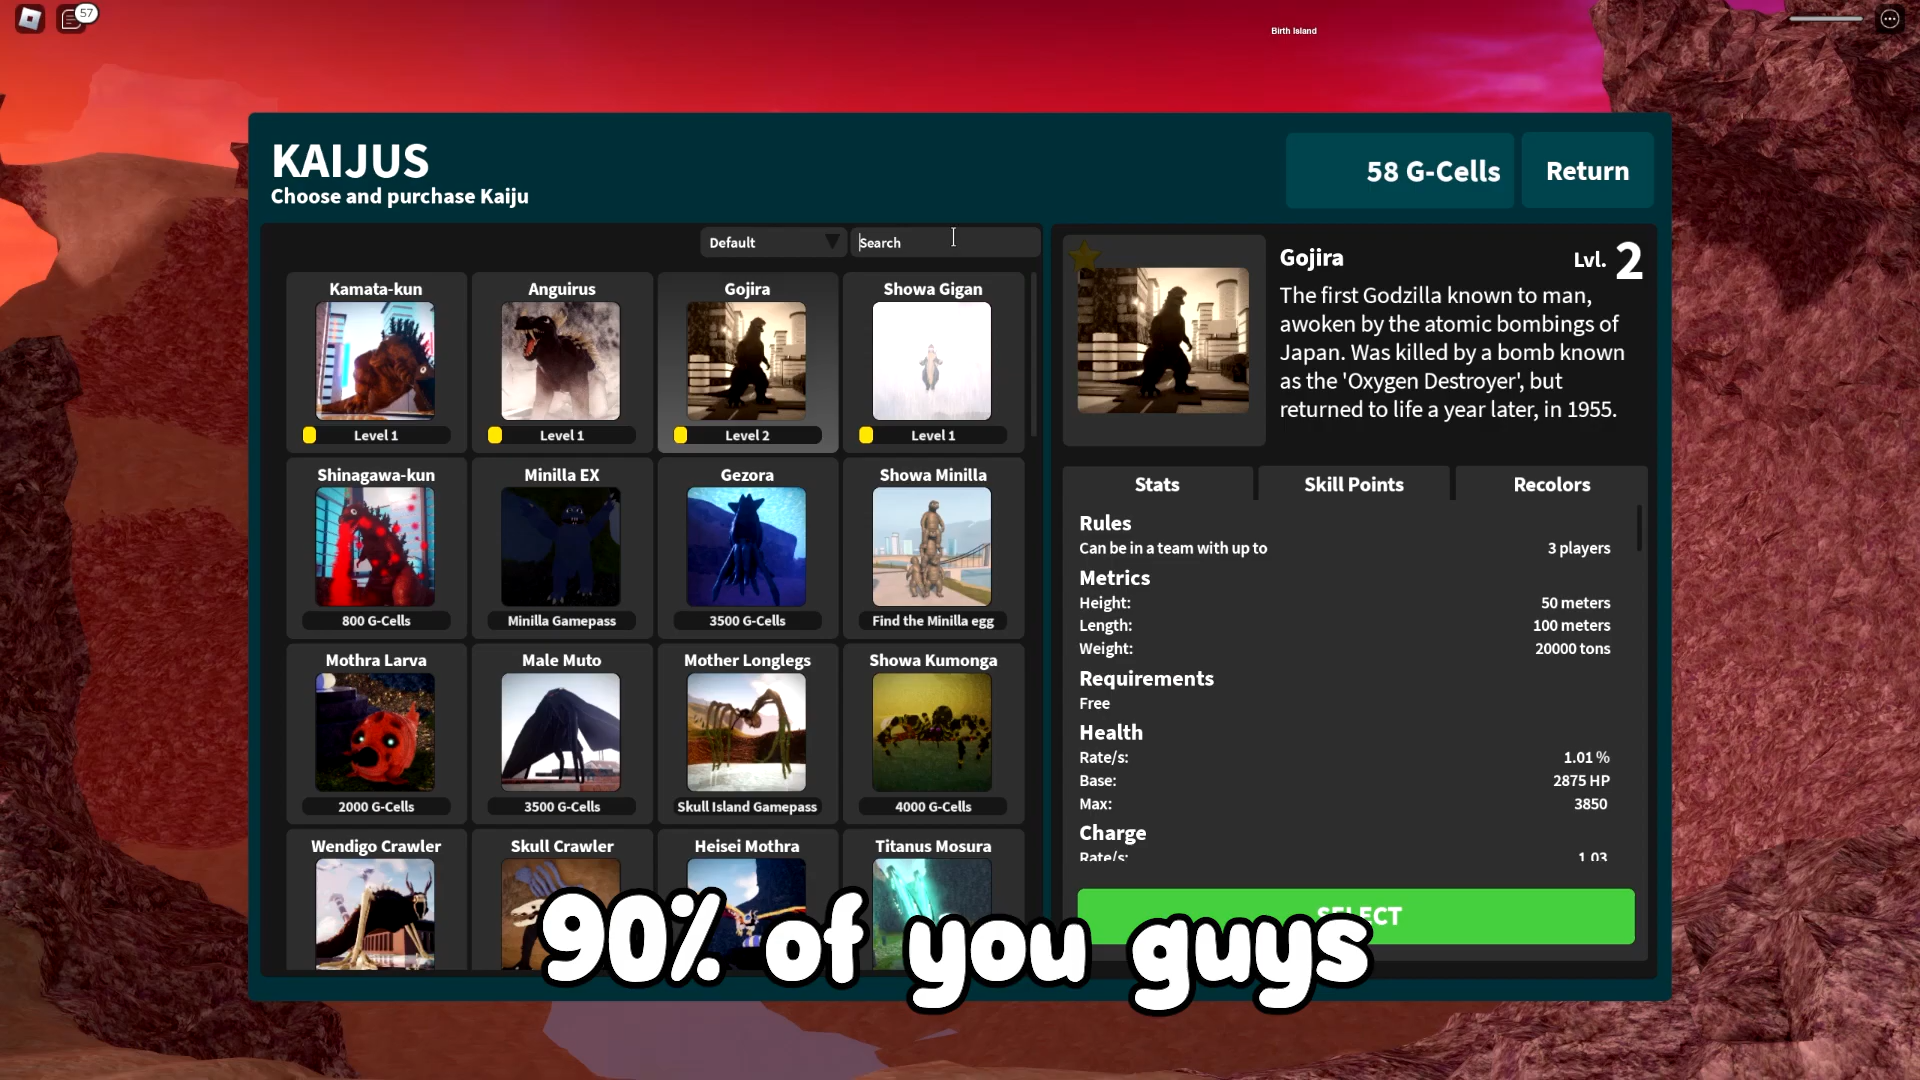 57
Birth Island
KAIJUS
Choose and purchase Kaiju
58 G-Cells
Return
Default
Search
Kamata-kun
Anguirus
Gojira
Showa Gigan
Level 1
Level 1
Level 2
Level 1
Shinagawa-kun
Minilla EX
Gezora
Showa Minilla
800 G-Cells
Minilla Gamepass
3500 G-Cells
Find the Minilla egg
Mothra Larva
Male Muto
Mother Longlegs
Showa Kumonga
2000 G-Cells
3500 G-Cells
Skull Island Gamepass
4000 G-Cells
Wendigo Crawler
Skull Crawler
Heisei Mothra
Titanus Mosura
Gojira
Lvl. 2
The first Godzilla known to man,
awoken by the atomic bombings of
Japan. Was killed by a bomb known
as the 'Oxygen Destroyer', but
returned to life a year later, in 1955.
Stats
Skill Points
Recolors
Rules
Can be in a team with up to 3 players
Metrics
Height: 50 meters
Length: 100 meters
Weight: 20000 tons
Requirements
Free
Health
Rate/s: 1.01 %
Base: 2875 HP
Max: 3850
Charge
Rate/s: 1.03
SELECT
90% of you guys